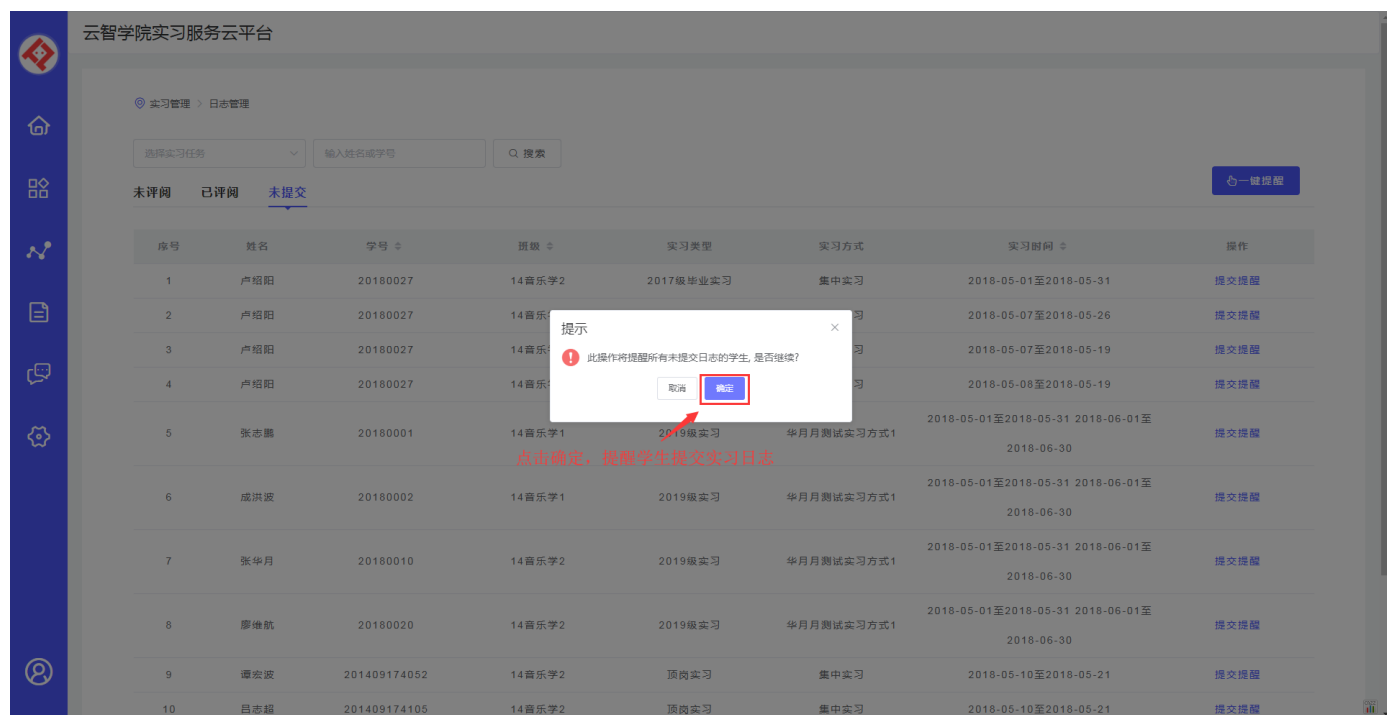 云智学院实习服务云平台
实习管理 > 日志管理
选择实习任务 输入姓名或学号 搜索
一键提醒
未评阅 已评阅 未提交
序号 姓名 学号 班级 实习类型 实习方式 实习时间 操作
1 卢绍阳 20180027 14音乐学2 2017级毕业实习 集中实习 2018-05-01至2018-05-31 提交提醒
2 卢绍阳 20180027 14音乐学 习 2018-05-07至2018-05-26 提交提醒
提示
3 卢绍阳 20180027 14音乐学 习 2018-05-07至2018-05-19 提交提醒
此操作将提醒所有未提交日志的学生, 是否继续?
4 卢绍阳 20180027 14音乐学 习 2018-05-08至2018-05-19 提交提醒
取消 确定
2018-05-01至2018-05-31 2018-06-01至
5 张志鹏 20180001 14音乐学1 2019级实习 华月月测试实习方式1 提交提醒
2018-06-30
点击确定，提醒学生提交实习日志
2018-05-01至2018-05-31 2018-06-01至
6 成洪波 20180002 14音乐学1 2019级实习 华月月测试实习方式1 提交提醒
2018-06-30
2018-05-01至2018-05-31 2018-06-01至
7 张华月 20180010 14音乐学2 2019级实习 华月月测试实习方式1 提交提醒
2018-06-30
2018-05-01至2018-05-31 2018-06-01至
8 廖维航 20180020 14音乐学2 2019级实习 华月月测试实习方式1 提交提醒
2018-06-30
9 谭宏波 201409174052 14音乐学2 顶岗实习 集中实习 2018-05-10至2018-05-21 提交提醒
10 吕志超 201409174105 14音乐学2 顶岗实习 集中实习 2018-05-10至2018-05-21 提交提醒